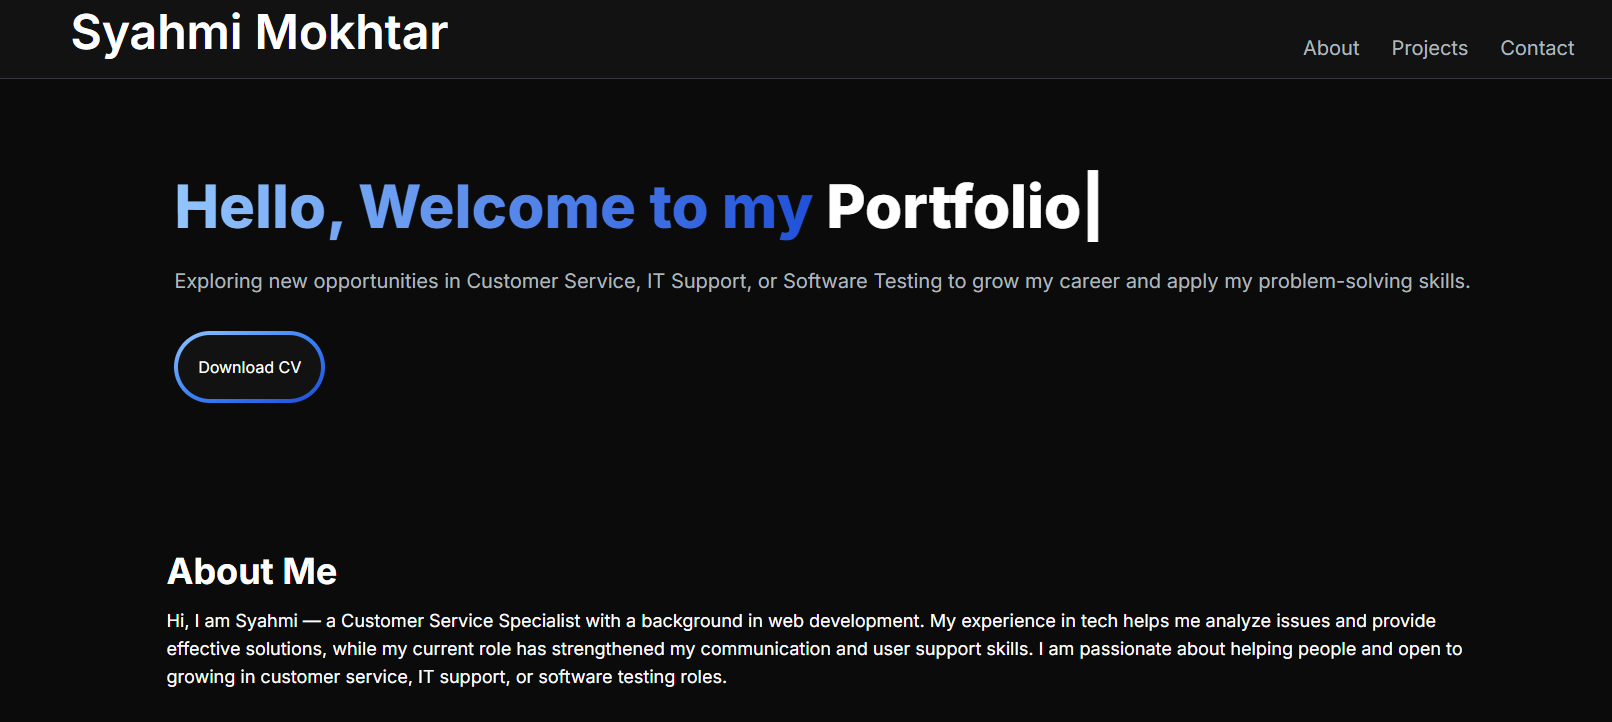 Syahmi Mokhtar
About Projects Contact
Hello, Welcome to my Portfolio|
Exploring new opportunities in Customer Service, IT Support, or Software Testing to grow my career and apply my problem-solving skills.
Download CV
About Me
Hi, I am Syahmi — a Customer Service Specialist with a background in web development. My experience in tech helps me analyze issues and provide
effective solutions, while my current role has strengthened my communication and user support skills. I am passionate about helping people and open to
growing in customer service, IT support, or software testing roles.